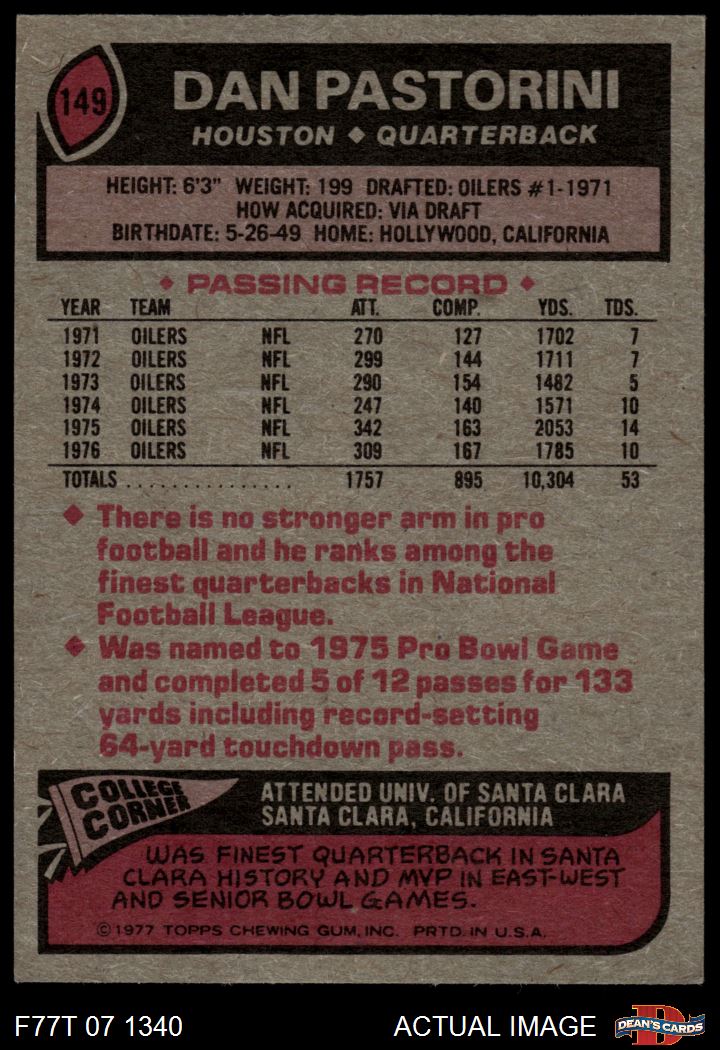 149
DAN PASTORINI
HOUSTON ◆ QUARTERBACK
HEIGHT: 6'3" WEIGHT: 199 DRAFTED: OILERS #1-1971
HOW ACQUIRED: VIA DRAFT
BIRTHDATE: 5-26-49 HOME: HOLLYWOOD, CALIFORNIA
◆ PASSING RECORD ◆
YEAR TEAM ATT. COMP. YDS. TDS.
1971 OILERS NFL 270 127 1702 7
1972 OILERS NFL 299 144 1711 7
1973 OILERS NFL 290 154 1482 5
1974 OILERS NFL 247 140 1571 10
1975 OILERS NFL 342 163 2053 14
1976 OILERS NFL 309 167 1785 10
TOTALS . . . . . . . . . . . . . . . 1757 895 10,304 53
◆ There is no stronger arm in pro
football and he ranks among the
finest quarterbacks in National
Football League.
◆ Was named to 1975 Pro Bowl Game
and completed 5 of 12 passes for 133
yards including record-setting
64-yard touchdown pass.
COLLEGE
CORNER
ATTENDED UNIV. OF SANTA CLARA
SANTA CLARA, CALIFORNIA
WAS FINEST QUARTERBACK IN SANTA
CLARA HISTORY AND MVP IN EAST-WEST
AND SENIOR BOWL GAMES.
©1977 TOPPS CHEWING GUM, INC. PRTD. IN U.S.A.
F77T 07 1340 ACTUAL IMAGE
D
DEAN'S CARDS